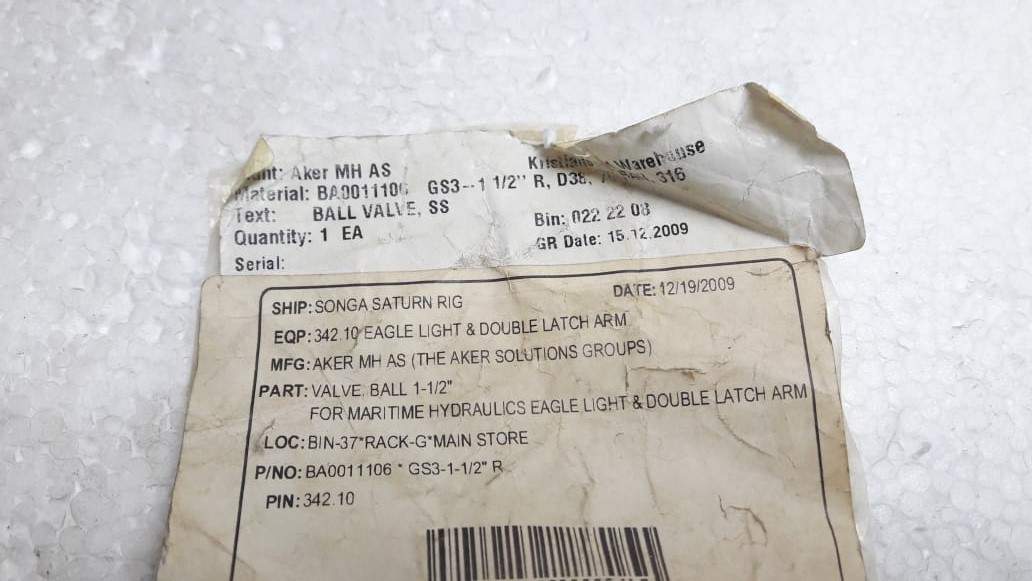 Aker MH AS Warehouse
Material: BA0011106 GS3--1 1/2" R, D38, 316
Text: BALL VALVE, SS
Quantity: 1 EA Bin: 022 22 08
Serial: GR Date: 15.12.2009
SHIP: SONGA SATURN RIG DATE: 12/19/2009
EQP: 342.10 EAGLE LIGHT & DOUBLE LATCH ARM
MFG: AKER MH AS (THE AKER SOLUTIONS GROUPS)
PART: VALVE, BALL 1-1/2"
FOR MARITIME HYDRAULICS EAGLE LIGHT & DOUBLE LATCH ARM
LOC: BIN-37*RACK-G*MAIN STORE
P/NO: BA0011106 * GS3-1-1/2" R
PIN: 342.10